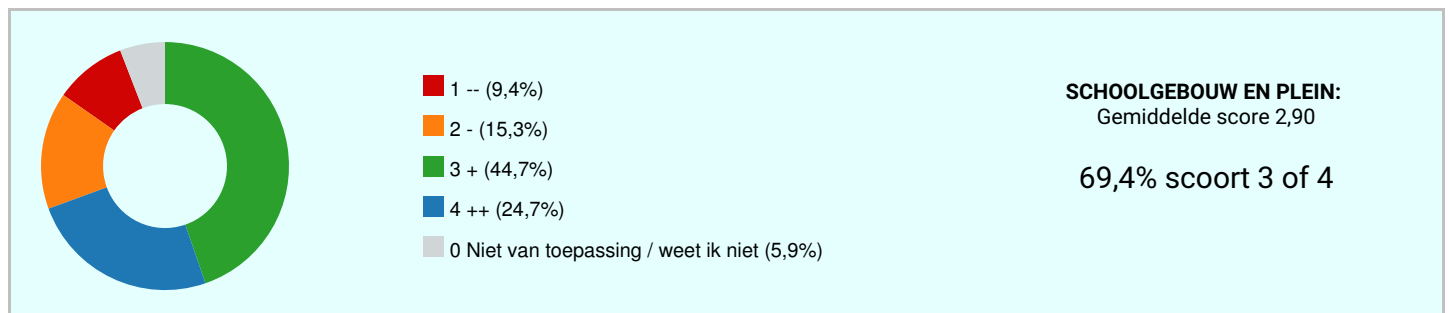 1 -- (9,4%)
2 - (15,3%)
3 + (44,7%)
4 ++ (24,7%)
0 Niet van toepassing / weet ik niet (5,9%)
SCHOOLGEBOUW EN PLEIN:
Gemiddelde score 2,90
69,4% scoort 3 of 4